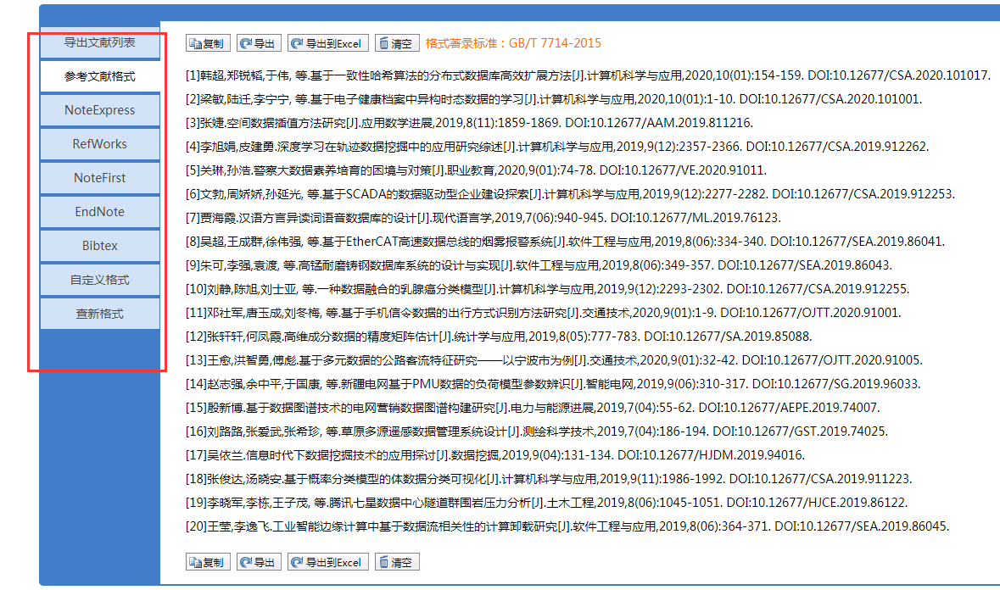 导出文献列表
参考文献格式
NoteExpress
RefWorks
NoteFirst
EndNote
Bibtex
自定义格式
查新格式
复制 导出 导出到Excel 清空 格式著录标准：GB/T 7714-2015
[1]韩超,郑锐韬,于伟, 等.基于一致性哈希算法的分布式数据库高效扩展方法[J].计算机科学与应用,2020,10(01):154-159. DOI:10.12677/CSA.2020.101017.
[2]梁敏,陆迁,李宁宁, 等.基于电子健康档案中异构时态数据的学习[J].计算机科学与应用,2020,10(01):1-10. DOI:10.12677/CSA.2020.101001.
[3]张婕.空间数据插值方法研究[J].应用数学进展,2019,8(11):1859-1869. DOI:10.12677/AAM.2019.811216.
[4]李旭娟,皮建勇.深度学习在轨迹数据挖掘中的应用研究综述[J].计算机科学与应用,2019,9(12):2357-2366. DOI:10.12677/CSA.2019.912262.
[5]关琳,孙浩.警察大数据素养培育的困境与对策[J].职业教育,2020,9(01):74-78. DOI:10.12677/VE.2020.91011.
[6]文勃,周娇娇,孙延光, 等.基于SCADA的数据驱动型企业建设探索[J].计算机科学与应用,2019,9(12):2277-2282. DOI:10.12677/CSA.2019.912253.
[7]贾海霞.汉语方言异读词语音数据库的设计[J].现代语言学,2019,7(06):940-945. DOI:10.12677/ML.2019.76123.
[8]吴超,王成群,徐伟强, 等.基于EtherCAT高速数据总线的烟雾报警系统[J].软件工程与应用,2019,8(06):334-340. DOI:10.12677/SEA.2019.86041.
[9]朱可,李强,袁渡, 等.高锰耐磨铸钢数据库系统的设计与实现[J].软件工程与应用,2019,8(06):349-357. DOI:10.12677/SEA.2019.86043.
[10]刘静,陈旭,刘士亚, 等.一种数据融合的乳腺癌分类模型[J].计算机科学与应用,2019,9(12):2293-2302. DOI:10.12677/CSA.2019.912255.
[11]邓社军,唐玉成,刘冬梅, 等.基于手机信令数据的出行方式识别方法研究[J].交通技术,2020,9(01):1-9. DOI:10.12677/OJTT.2020.91001.
[12]张轩轩,何凤霞.高维成分数据的精度矩阵估计[J].统计学与应用,2019,8(05):777-783. DOI:10.12677/SA.2019.85088.
[13]王愈,洪智勇,傅彪.基于多元数据的公路客流特征研究——以宁波市为例[J].交通技术,2020,9(01):32-42. DOI:10.12677/OJTT.2020.91005.
[14]赵志强,余中平,于国康, 等.新疆电网基于PMU数据的负荷模型参数辨识[J].智能电网,2019,9(06):310-317. DOI:10.12677/SG.2019.96033.
[15]殷新博.基于数据图谱技术的电网营销数据图谱构建研究[J].电力与能源进展,2019,7(04):55-62. DOI:10.12677/AEPE.2019.74007.
[16]刘路路,张爱武,张希珍, 等.草原多源遥感数据管理系统设计[J].测绘科学技术,2019,7(04):186-194. DOI:10.12677/GST.2019.74025.
[17]吴依兰.信息时代下数据挖掘技术的应用探讨[J].数据挖掘,2019,9(04):131-134. DOI:10.12677/HJDM.2019.94016.
[18]张俊达,汤晓安.基于概率分类模型的体数据分类可视化[J].计算机科学与应用,2019,9(11):1986-1992. DOI:10.12677/CSA.2019.911223.
[19]李晓军,李栋,王子茂, 等.腾讯七星数据中心隧道群围岩压力分析[J].土木工程,2019,8(06):1045-1051. DOI:10.12677/HJCE.2019.86122.
[20]王莹,李逸飞.工业智能边缘计算中基于数据流相关性的计算卸载研究[J].软件工程与应用,2019,8(06):364-371. DOI:10.12677/SEA.2019.86045.
复制 导出 导出到Excel 清空